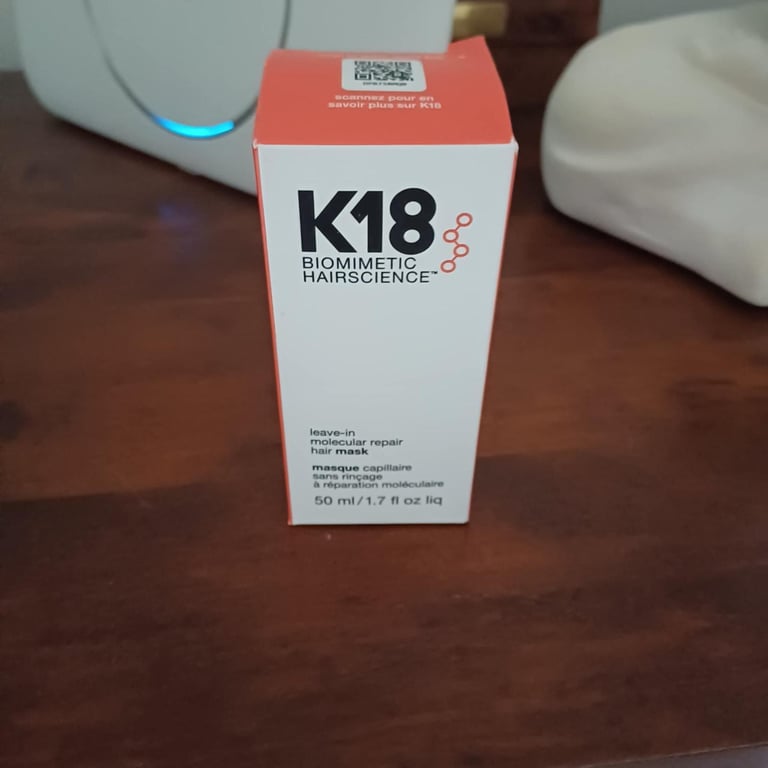 scannez pour en
savoir plus sur K18
K18
BIOMIMETIC
HAIRSCIENCE™
leave-in
molecular repair
hair mask
masque capillaire
sans rinçage
à réparation moléculaire
50 ml/1.7 fl oz liq